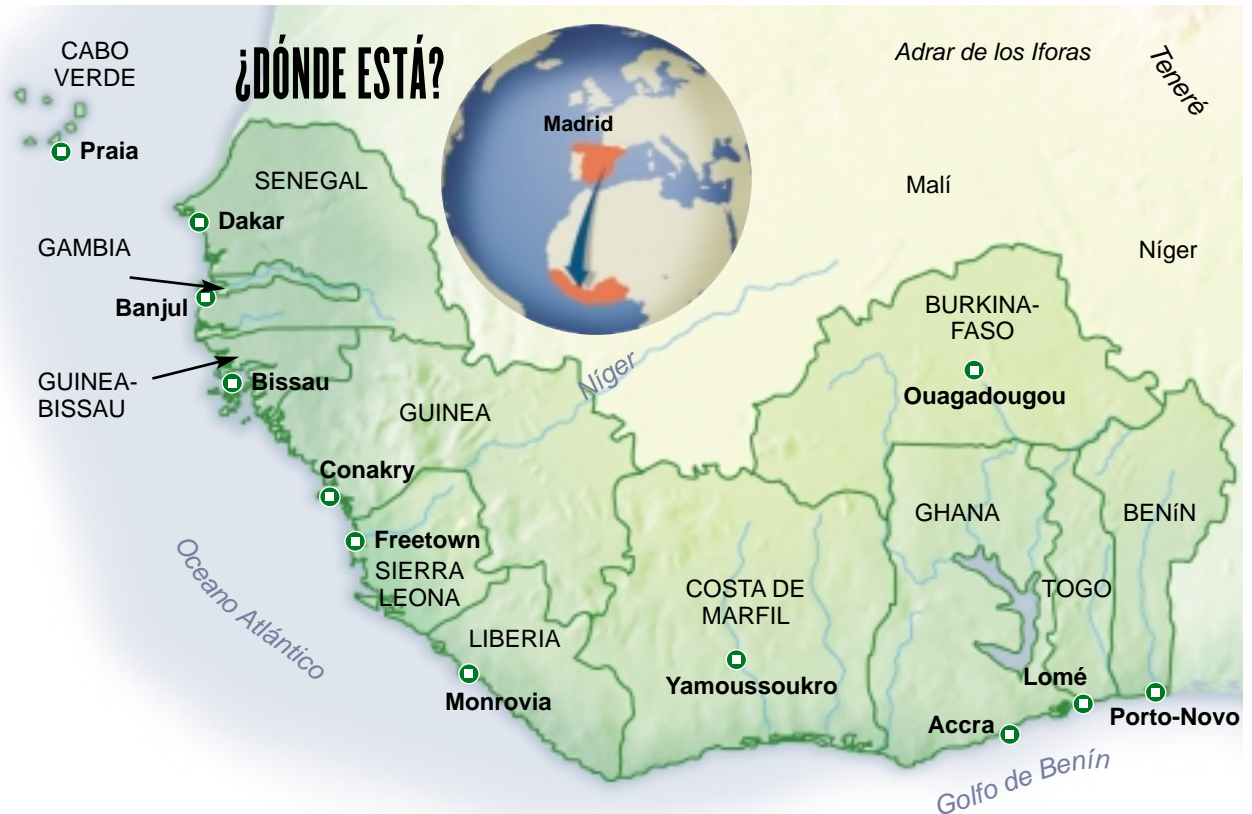 CABO
VERDE
¿DÓNDE ESTÁ?
Adrar de los Iforas
Teneré
Madrid
Praia
SENEGAL
Malí
Dakar
GAMBIA
Níger
Banjul
BURKINA-
FASO
Níger
GUINEA-
BISSAU
Bissau
Ouagadougou
GUINEA
Conakry
GHANA
BENíN
Freetown
Oceano Atlántico
SIERRA
LEONA
COSTA DE
MARFIL
TOGO
LIBERIA
Yamoussoukro
Lomé
Monrovia
Accra
Porto-Novo
Golfo de Benín